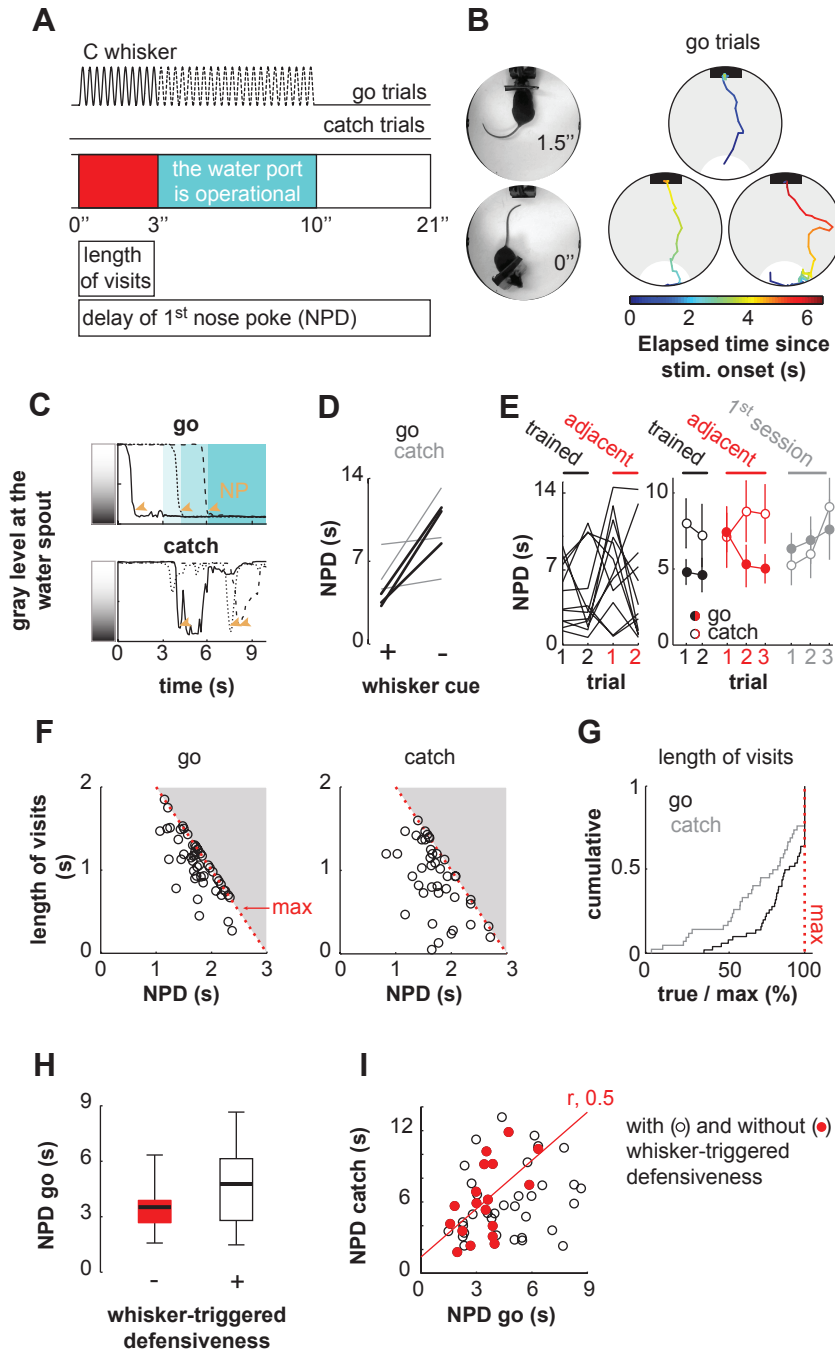 A
C whisker
go trials
catch trials
the water port
is operational
0"
3"
10"
21"
length
of visits
delay of 1st nose poke (NPD)
B
go trials
1.5"
0"
0 2 4 6
Elapsed time since
stim. onset (s)
C
go
NP
catch
gray level at the
water spout
0 3 6 9
time (s)
D
go
catch
14
7
0
NPD (s)
+ -
whisker cue
E
trained
adjacent
trained
adjacent
1st session
14
7
0
NPD (s)
1 2 1 2
trial
10
5
0
go
catch
1 2 1 2 3 1 2 3
trial
F
go
catch
2
1
0
length of visits
(s)
max
0 1 2 3
NPD (s)
2
1
0
0 1 2 3
NPD (s)
G
length of visits
1
0.5
0
cumulative
go
catch
max
0 50 100
true / max (%)
H
9
6
3
0
NPD go (s)
- +
whisker-triggered
defensiveness
I
r, 0.5
12
8
4
0
NPD catch (s)
0 3 6 9
NPD go (s)
with (○) and without (●)
whisker-triggered
defensiveness